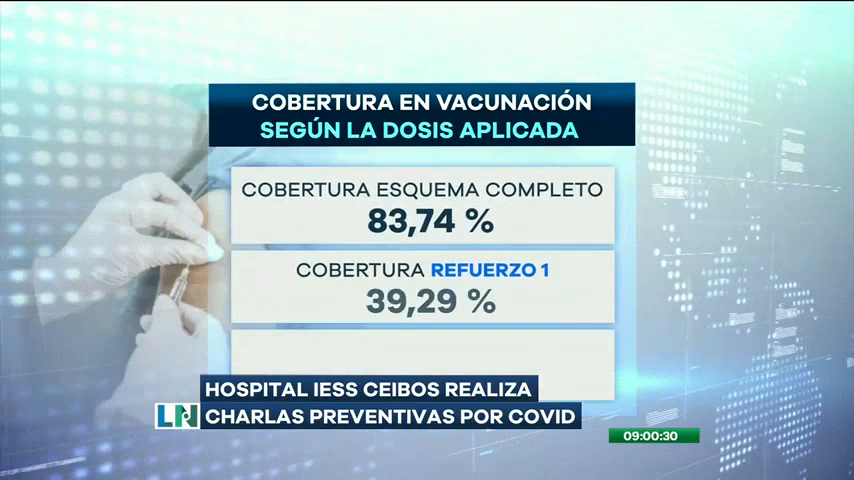 COBERTURA EN VACUNACIÓN
SEGÚN LA DOSIS APLICADA
COBERTURA ESQUEMA COMPLETO
83,74 %
COBERTURA REFUERZO 1
39,29 %
HOSPITAL IESS CEIBOS REALIZA
LN CHARLAS PREVENTIVAS POR COVID
09:00:30